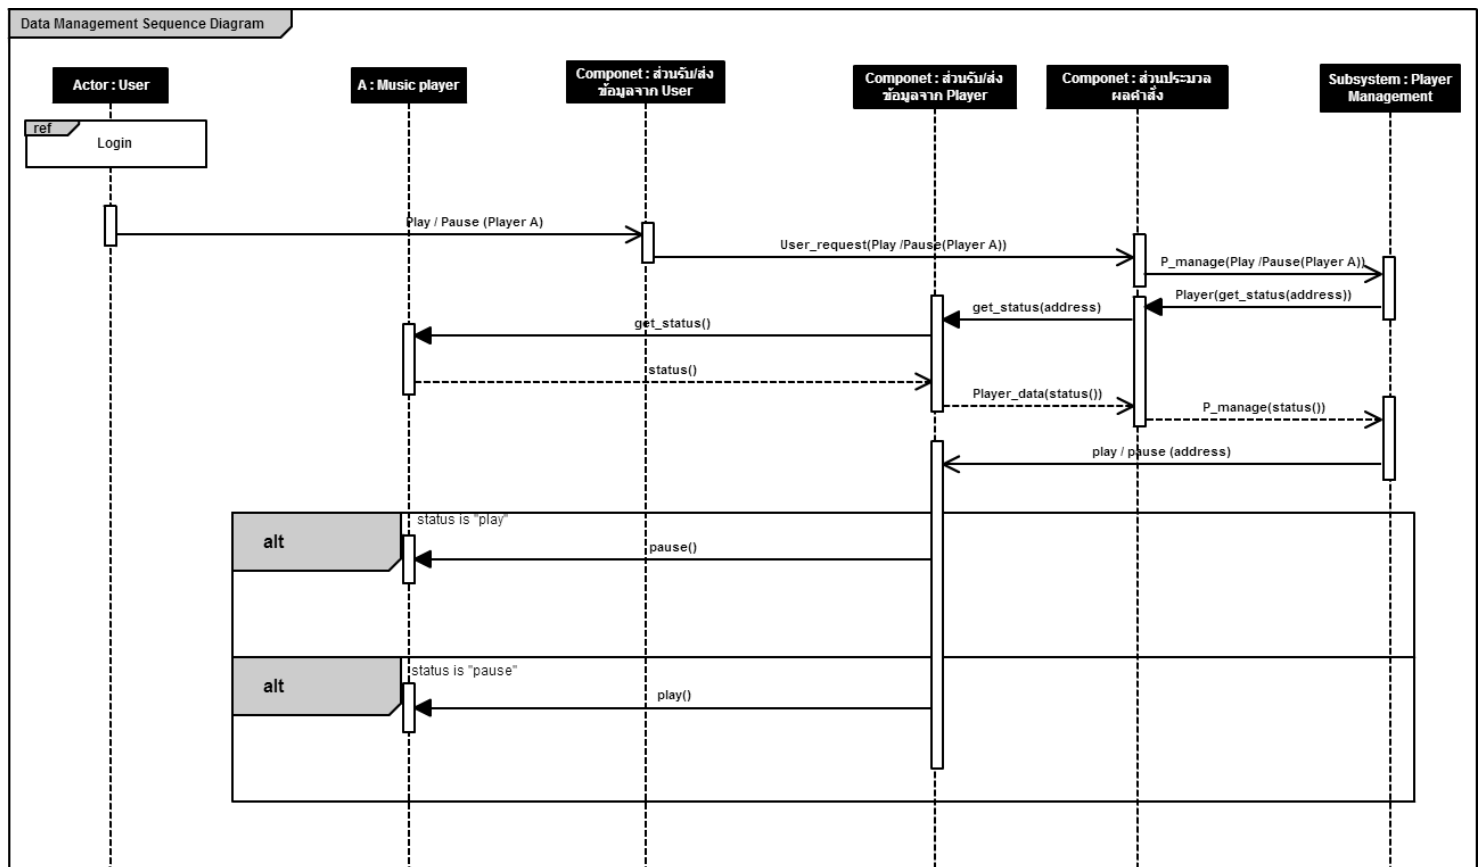 Data Management Sequence Diagram
Actor : User
A : Music player
Componet : ส่วนรับ/ส่ง
ข้อมูลจาก User
Componet : ส่วนรับ/ส่ง
ข้อมูลจาก Player
Componet : ส่วนประมวล
ผลคำสั่ง
Subsystem : Player
Management
ref
Login
Play / Pause (Player A)
User_request(Play /Pause(Player A))
P_manage(Play /Pause(Player A))
Player(get_status(address))
get_status(address)
get_status()
status()
Player_data(status())
P_manage(status())
play / pause (address)
alt
status is "play"
pause()
alt
status is "pause"
play()